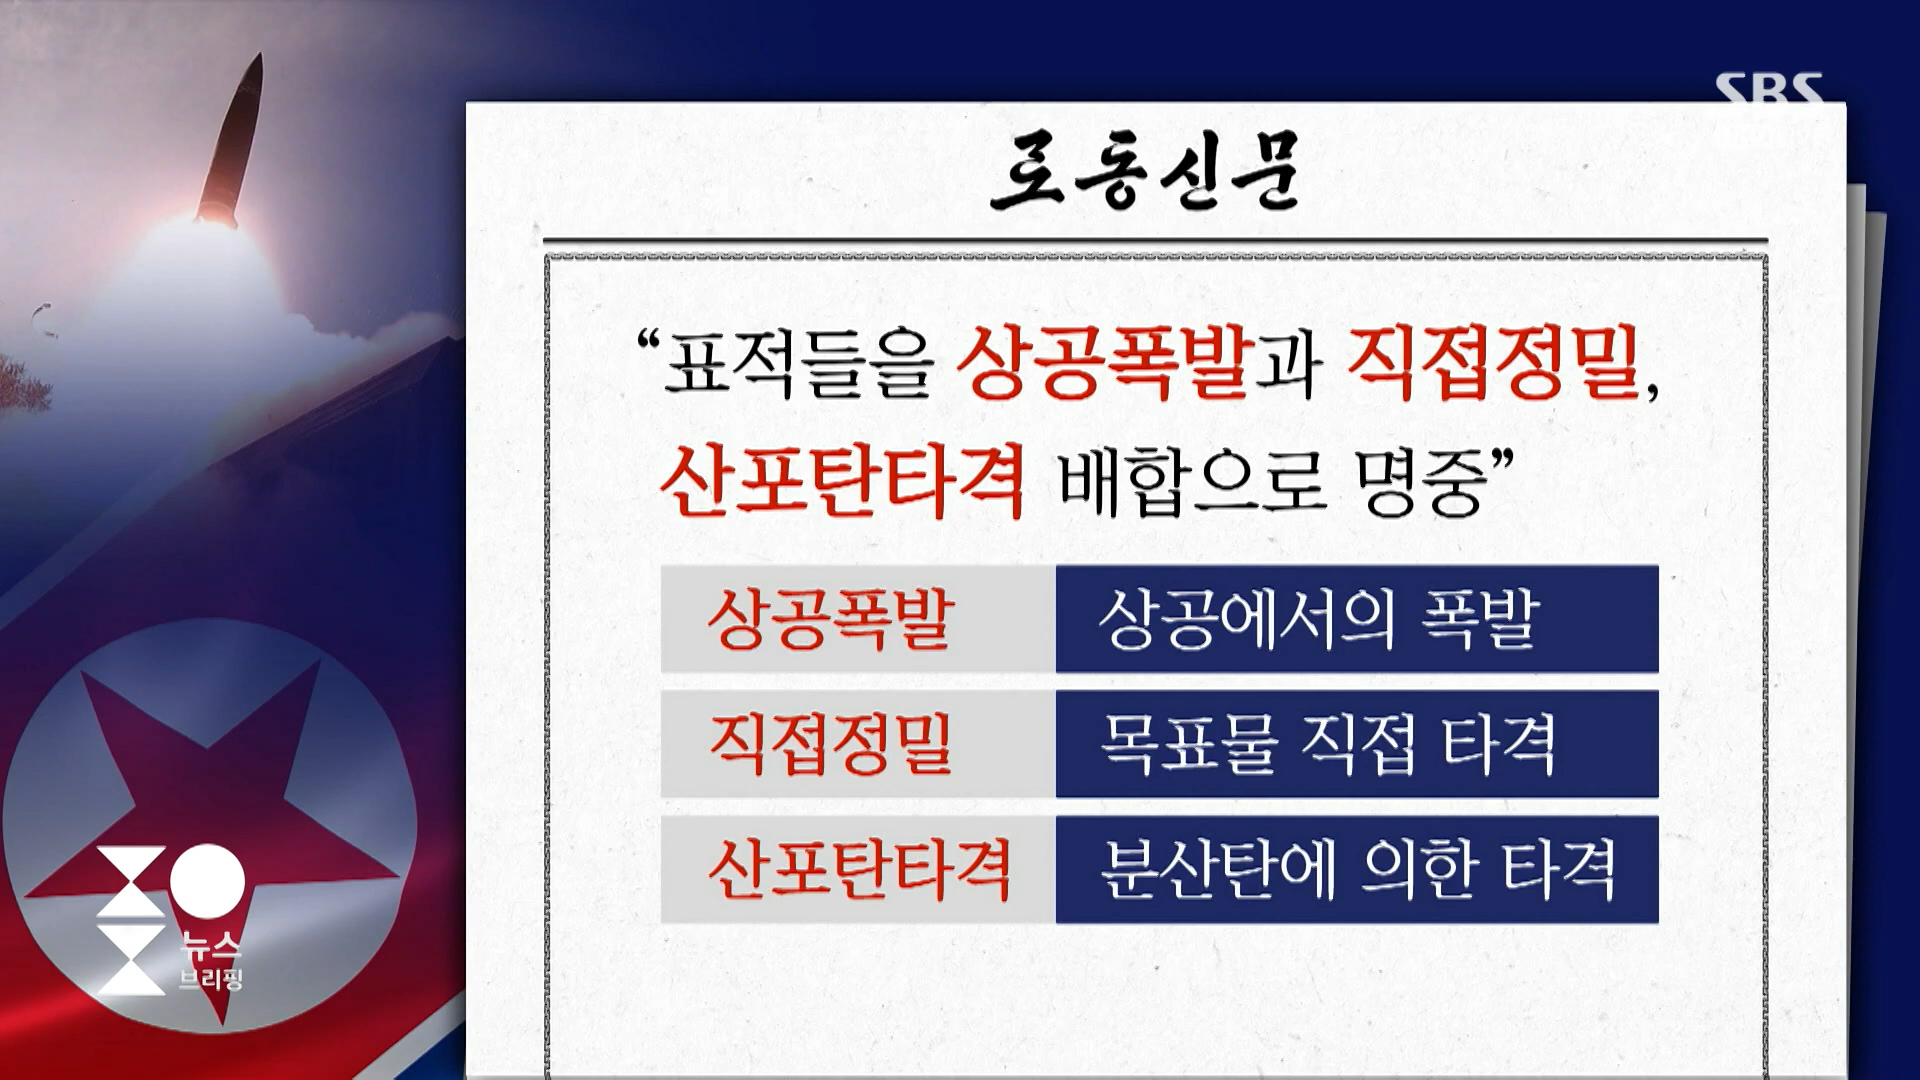 SBS
로동신문
“표적들을 상공폭발과 직접정밀,
산포탄타격 배합으로 명중”
상공폭발 상공에서의 폭발
직접정밀 목표물 직접 타격
산포탄타격 분산탄에 의한 타격
뉴스
브리핑